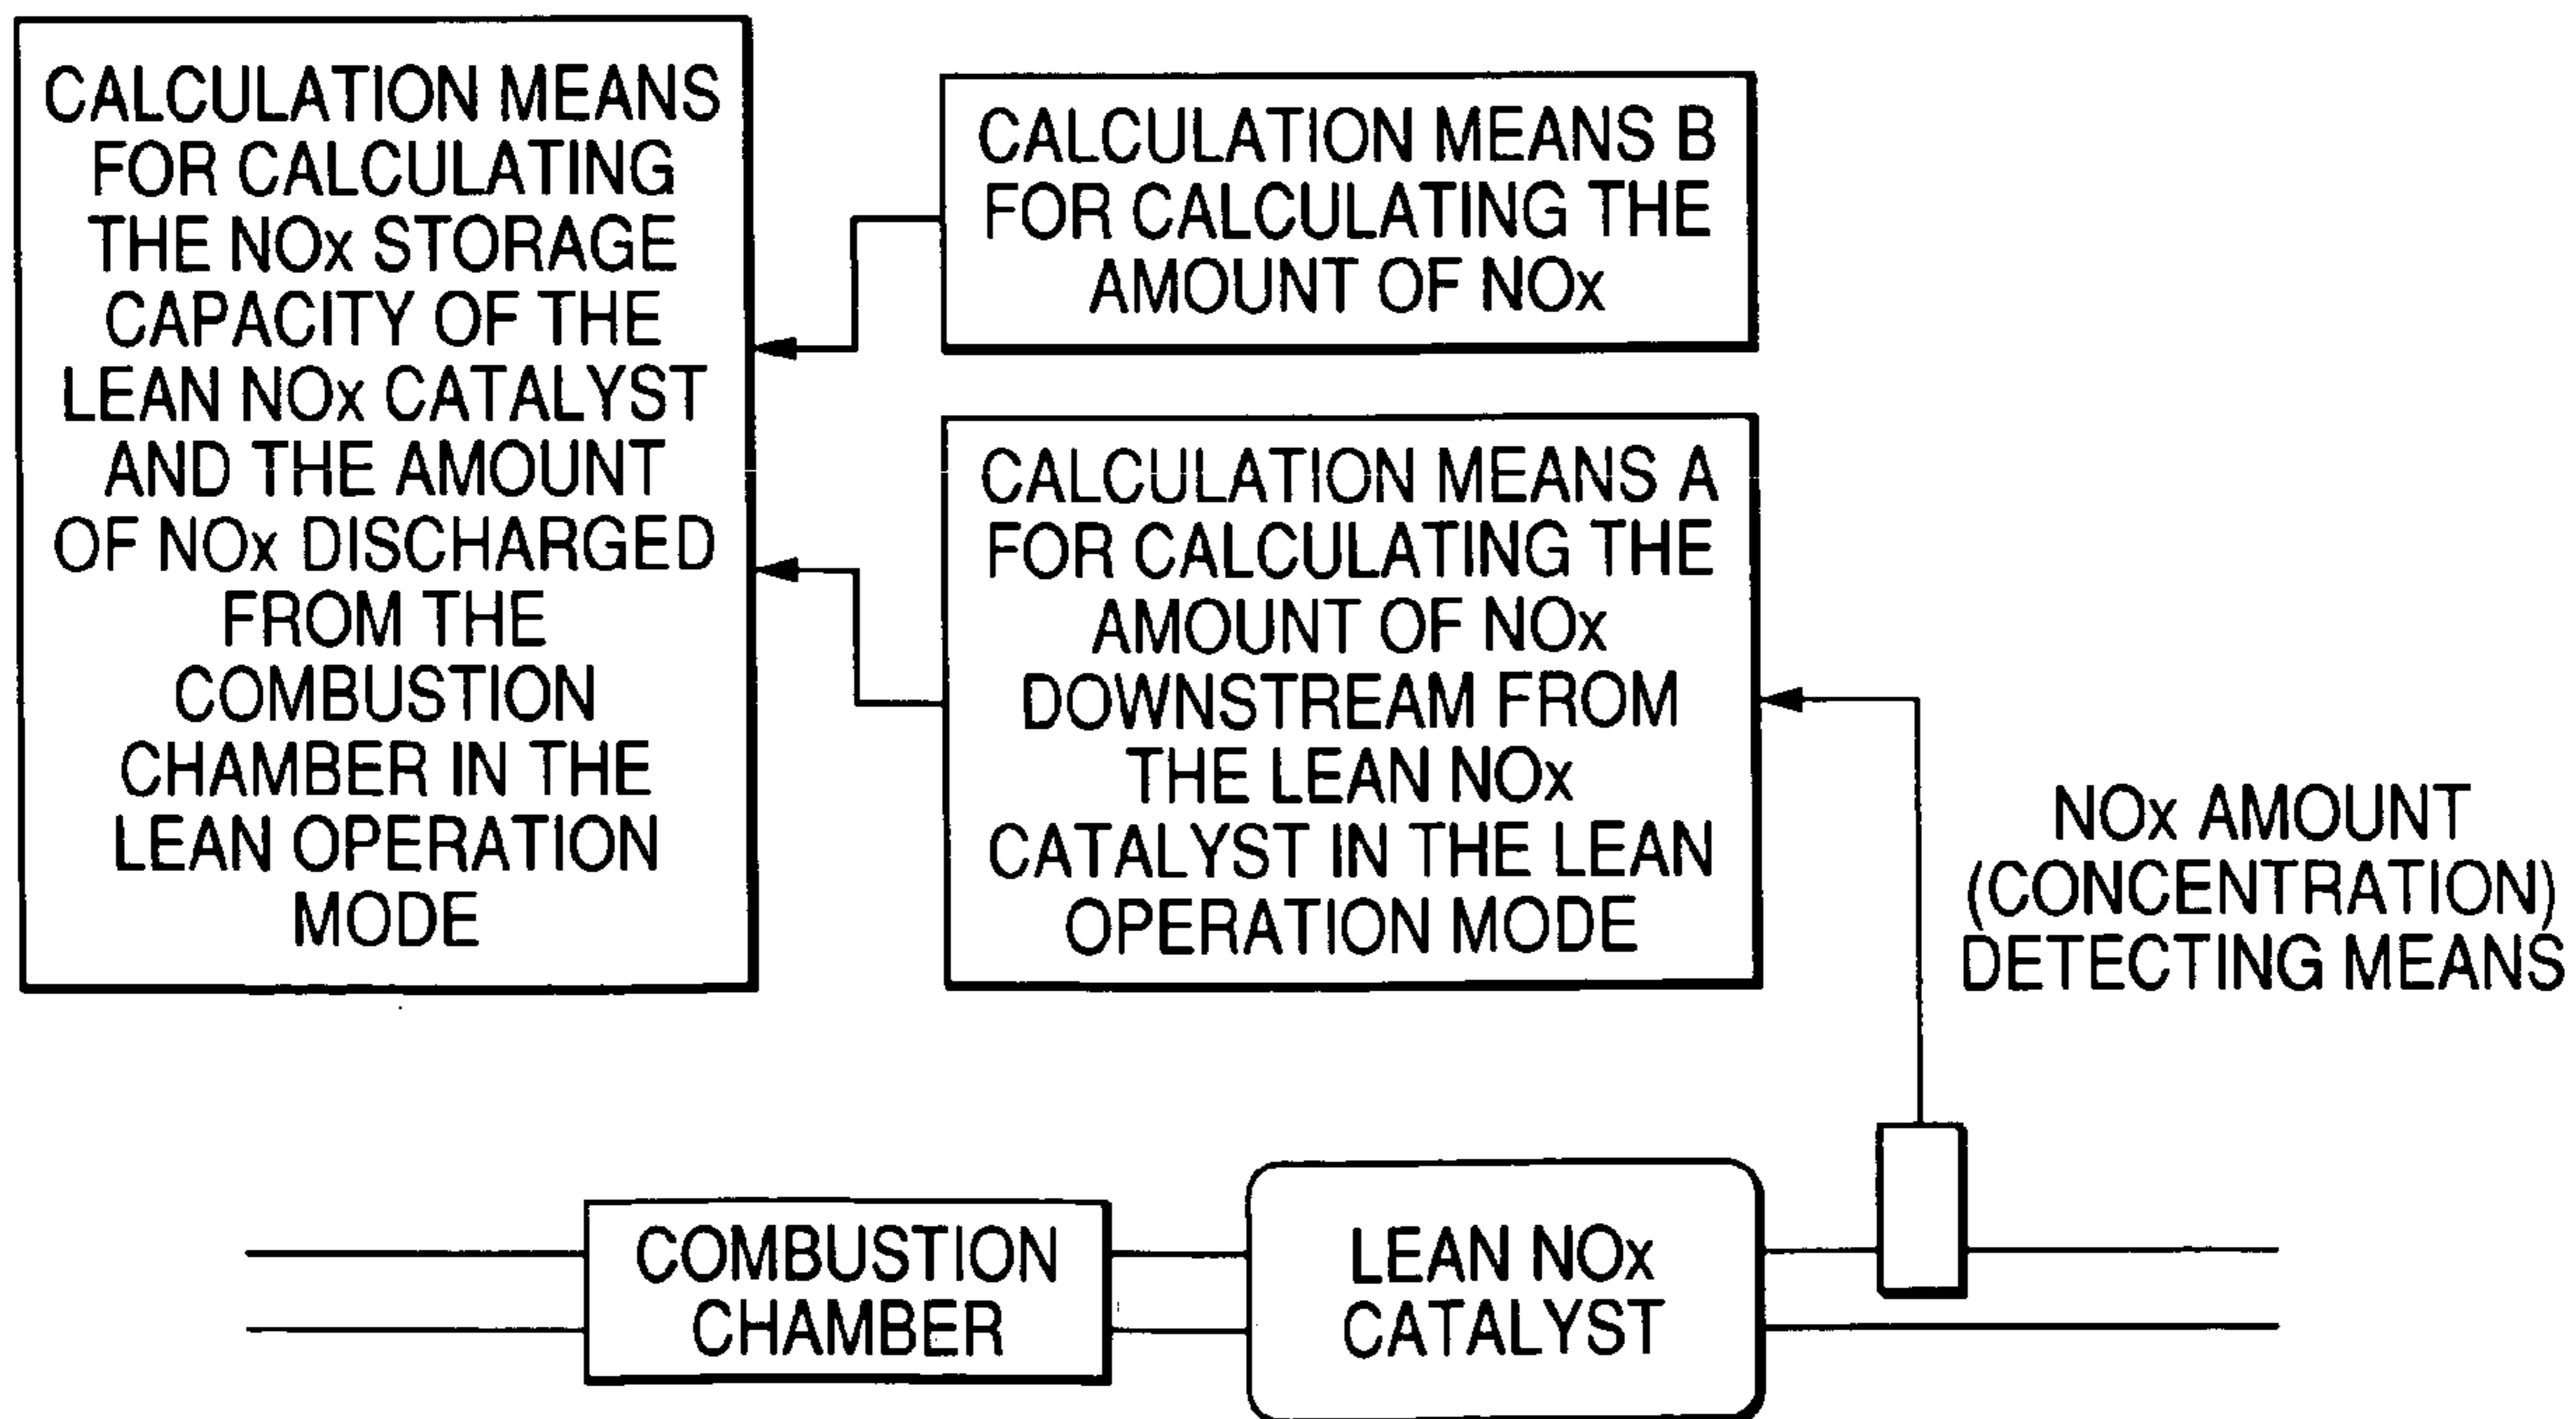 CALCULATION MEANS
FOR CALCULATING
THE NOx STORAGE
CAPACITY OF THE
LEAN NOx CATALYST
AND THE AMOUNT
OF NOx DISCHARGED
FROM THE
COMBUSTION
CHAMBER IN THE
LEAN OPERATION
MODE
CALCULATION MEANS B
FOR CALCULATING THE
AMOUNT OF NOx
CALCULATION MEANS A
FOR CALCULATING THE
AMOUNT OF NOx
DOWNSTREAM FROM
THE LEAN NOx
CATALYST IN THE LEAN
OPERATION MODE
NOx AMOUNT
(CONCENTRATION)
DETECTING MEANS
COMBUSTION
CHAMBER
LEAN NOx
CATALYST